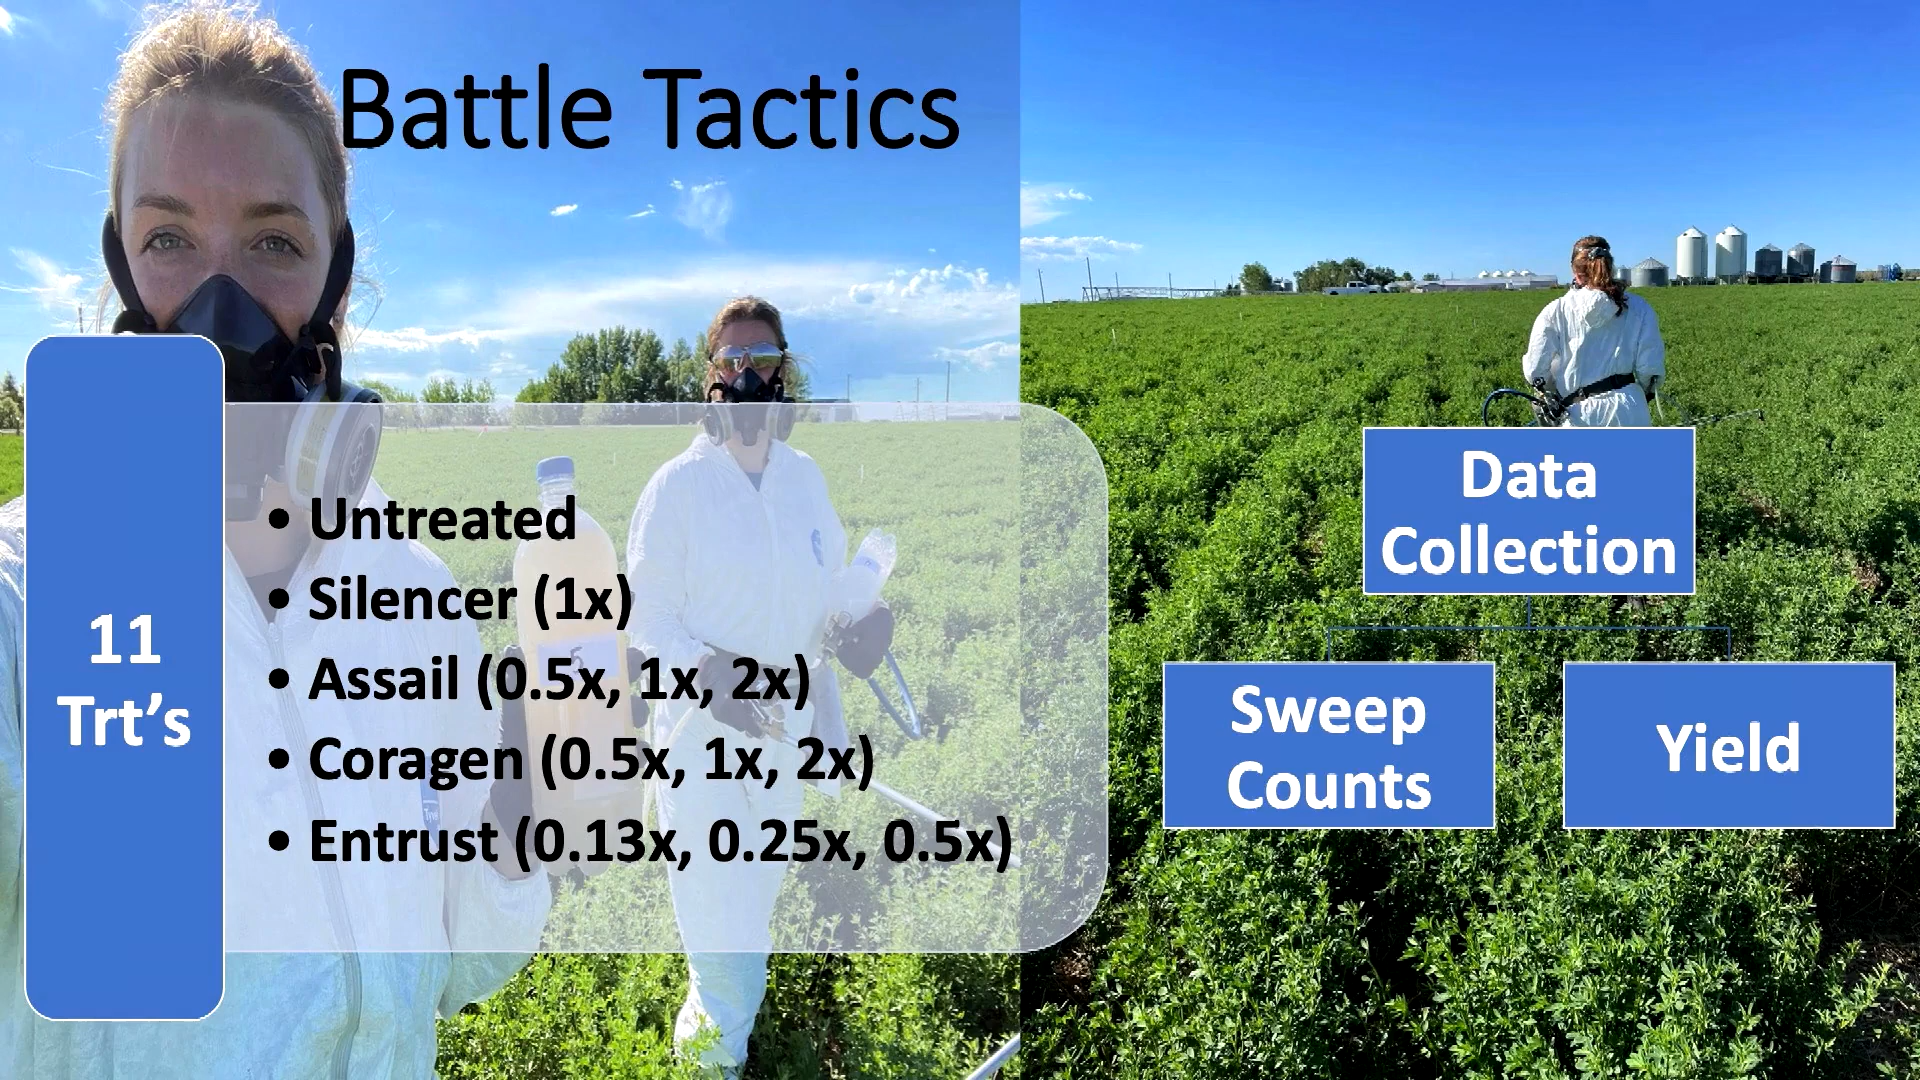 Battle Tactics
11
Trt's
• Untreated
• Silencer (1x)
• Assail (0.5x, 1x, 2x)
• Coragen (0.5x, 1x, 2x)
• Entrust (0.13x, 0.25x, 0.5x)
5
Data
Collection
Sweep
Counts
Yield